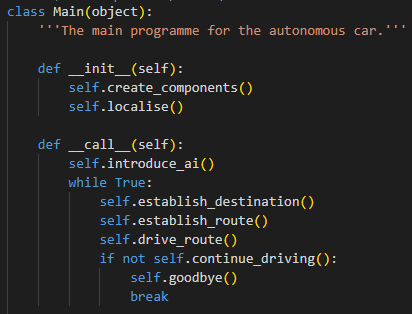 class Main(object):
    '''The main programme for the autonomous car.'''
    def __init__(self):
        self.create_components()
        self.localise()
    def __call__(self):
        self.introduce_ai()
        while True:
            self.establish_destination()
            self.establish_route()
            self.drive_route()
            if not self.continue_driving():
                self.goodbye()
                break